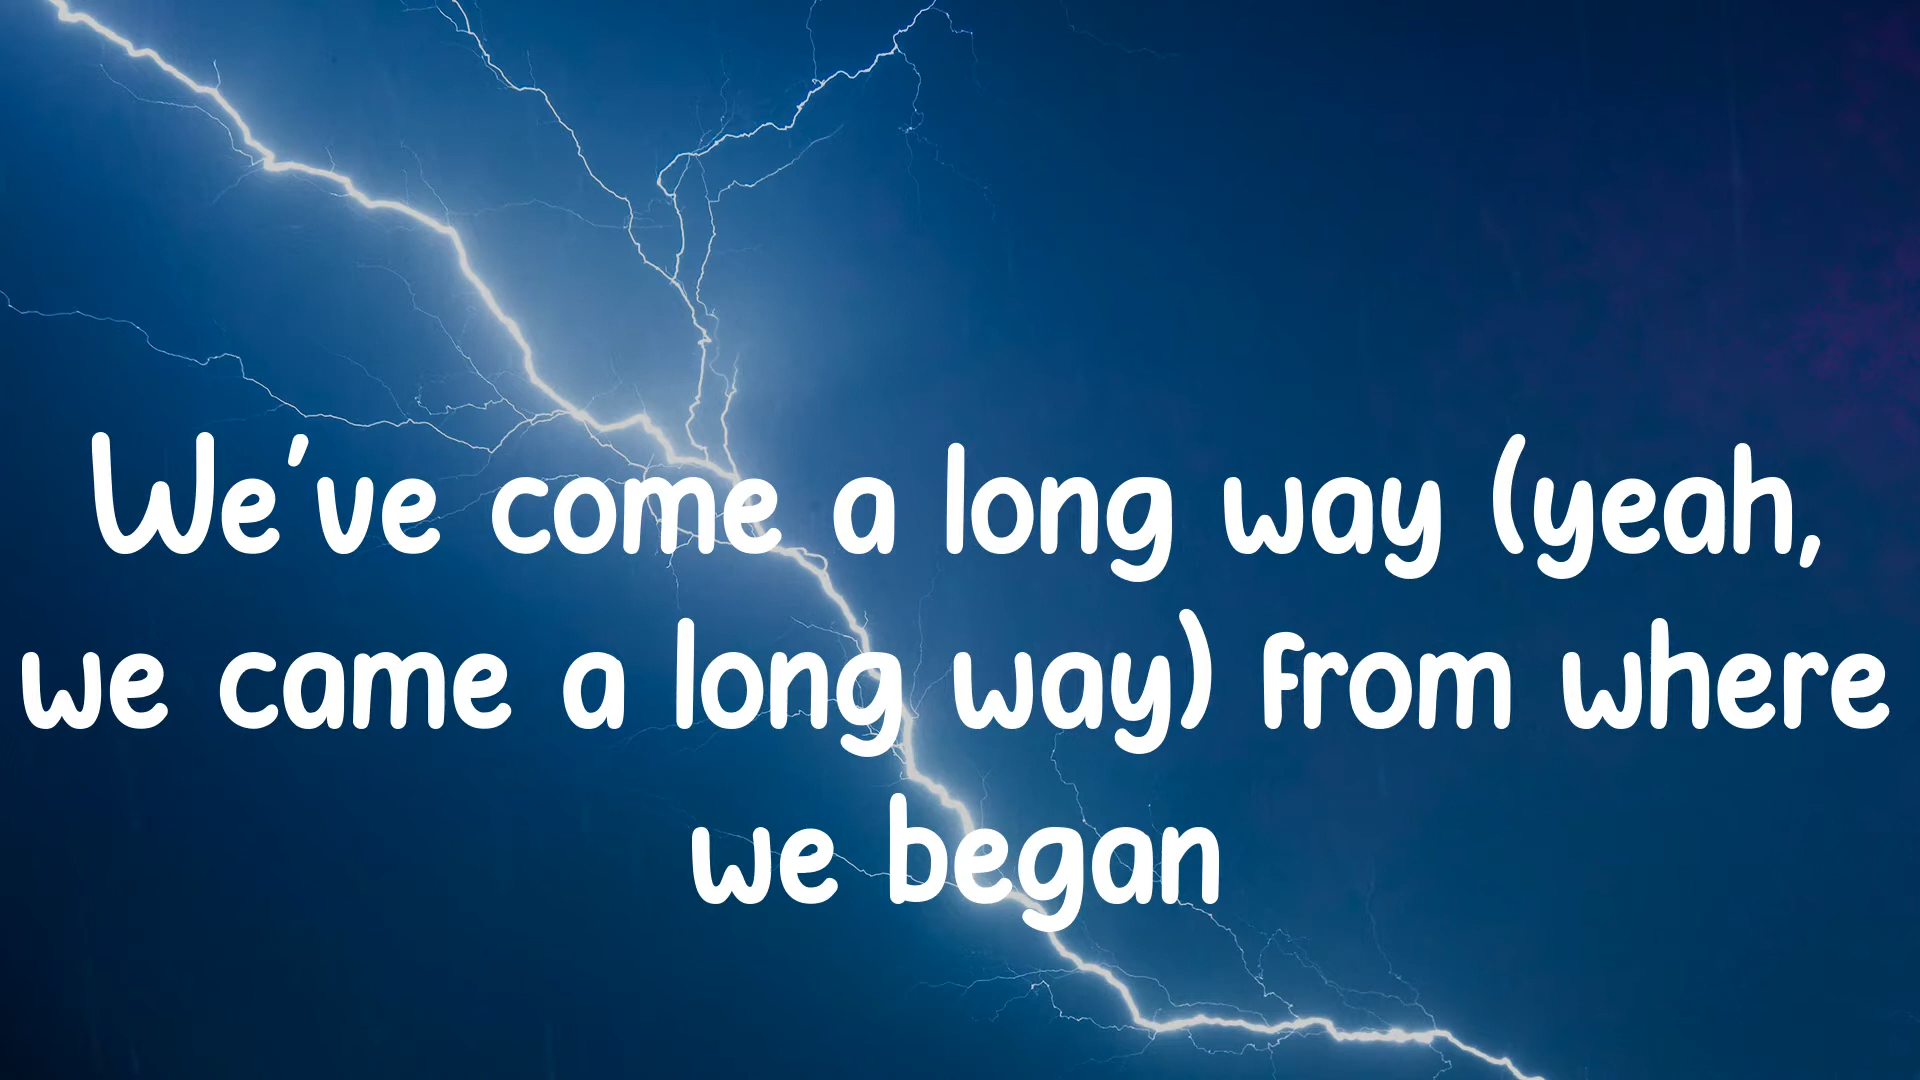 We've come a long way (yeah,
we came a long way) from where
we began